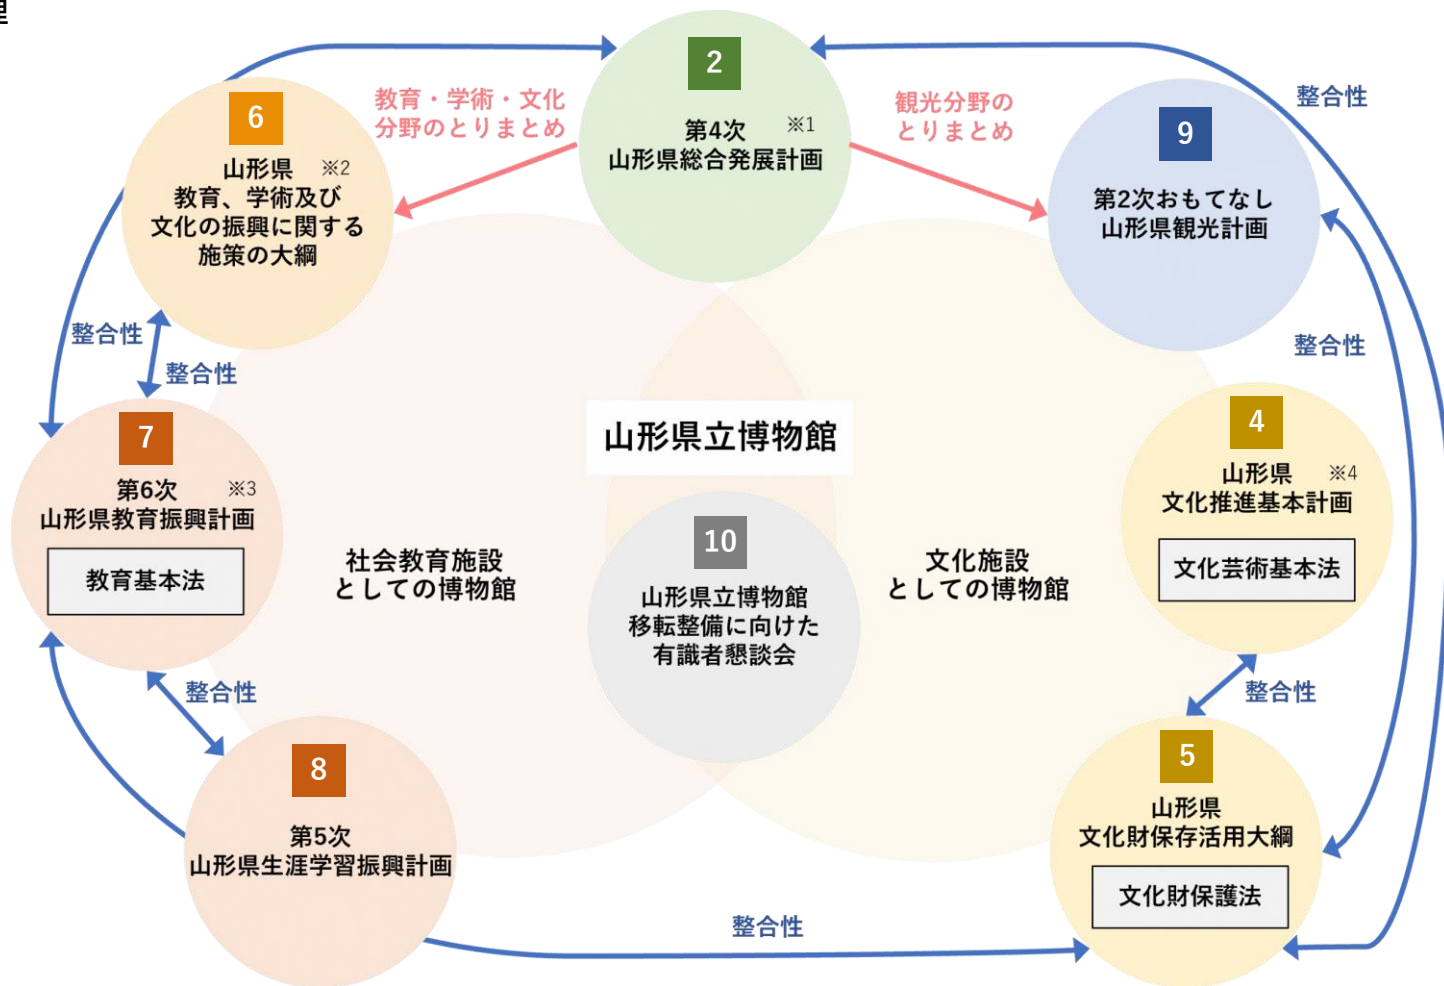 理
2
第4次 ※1
山形県総合発展計画
教育・学術・文化
分野のとりまとめ
観光分野の
とりまとめ
整合性
6
山形県 ※2
教育、学術及び
文化の振興に関する
施策の大綱
9
第2次おもてなし
山形県観光計画
整合性
整合性
整合性
7
第6次 ※3
山形県教育振興計画
教育基本法
山形県立博物館
4
山形県 ※4
文化推進基本計画
文化芸術基本法
社会教育施設
としての博物館
10
山形県立博物館
移転整備に向けた
有識者懇談会
文化施設
としての博物館
整合性
整合性
8
第5次
山形県生涯学習振興計画
5
山形県
文化財保存活用大綱
文化財保護法
整合性